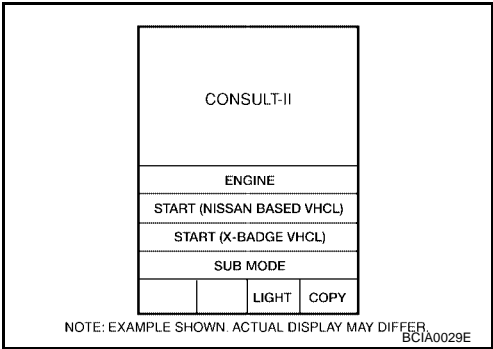 CONSULT-II
ENGINE
START (NISSAN BASED VHCL)
START (X-BADGE VHCL)
SUB MODE
LIGHT COPY
NOTE: EXAMPLE SHOWN. ACTUAL DISPLAY MAY DIFFER.
BCIA0029E